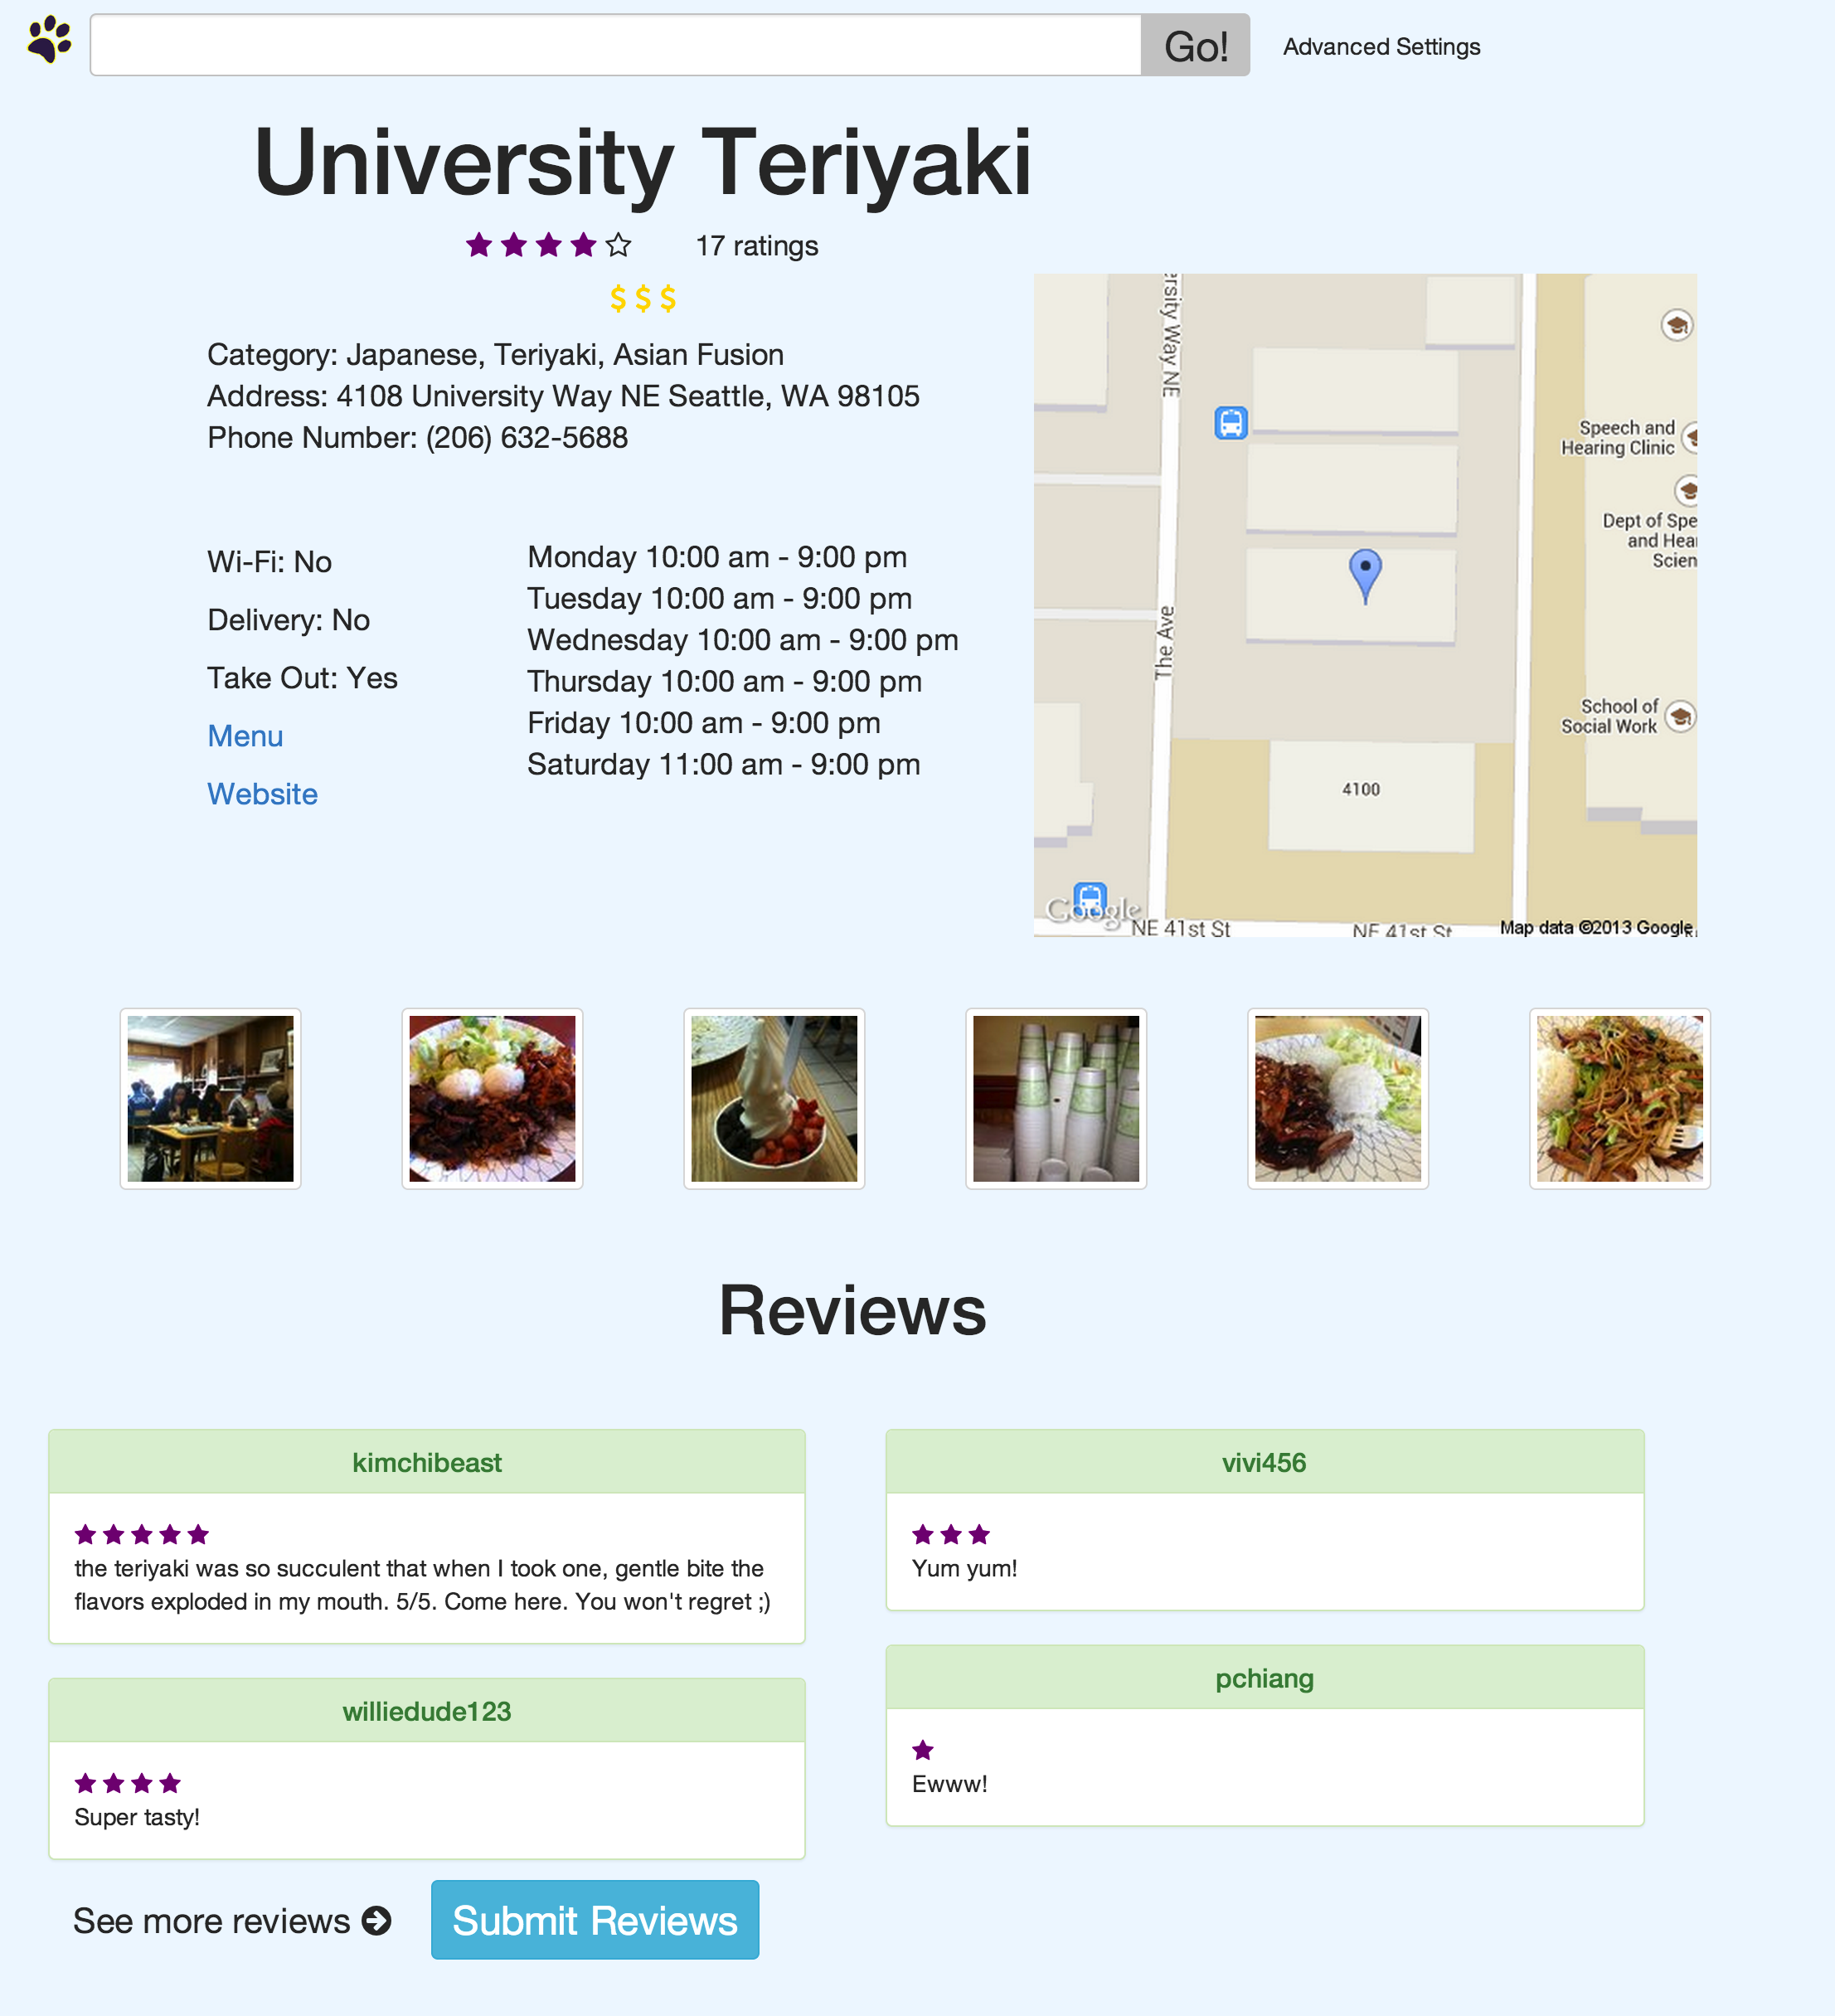 Go!
Advanced Settings
University Teriyaki
17 ratings
$ $ $
Category: Japanese, Teriyaki, Asian Fusion
Address: 4108 University Way NE Seattle, WA 98105
Phone Number: (206) 632-5688
Wi-Fi: No
Delivery: No
Take Out: Yes
Menu
Website
Monday 10:00 am - 9:00 pm
Tuesday 10:00 am - 9:00 pm
Wednesday 10:00 am - 9:00 pm
Thursday 10:00 am - 9:00 pm
Friday 10:00 am - 9:00 pm
Saturday 11:00 am - 9:00 pm
ersity Way NE
Speech and
Hearing Clinic
Dept of Spe
and Hear
Scien
The Ave
School of
Social Work
4100
Google
NE 41st St
NE 41st St
Map data ©2013 Google
Reviews
kimchibeast
the teriyaki was so succulent that when I took one, gentle bite the
flavors exploded in my mouth. 5/5. Come here. You won't regret ;)
williedude123
Super tasty!
vivi456
Yum yum!
pchiang
Ewww!
See more reviews
Submit Reviews